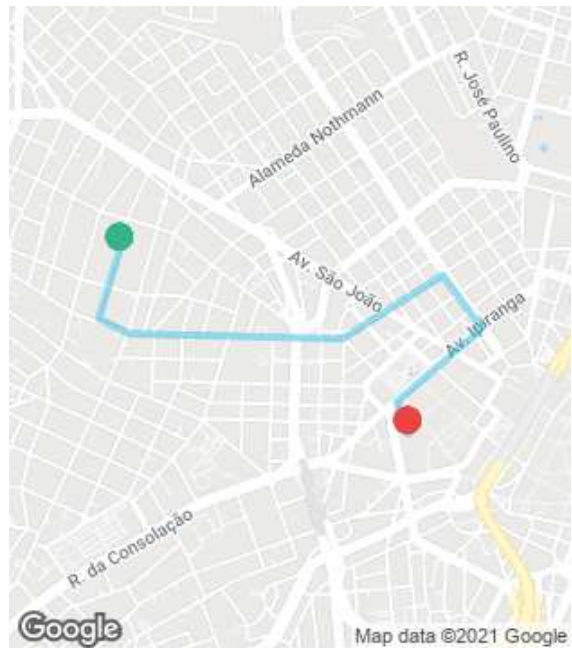 R. José Paulino
Alameda Nothmann
Av. São João
Av. Ipiranga
R. da Consolação
Google
Map data ©2021 Google